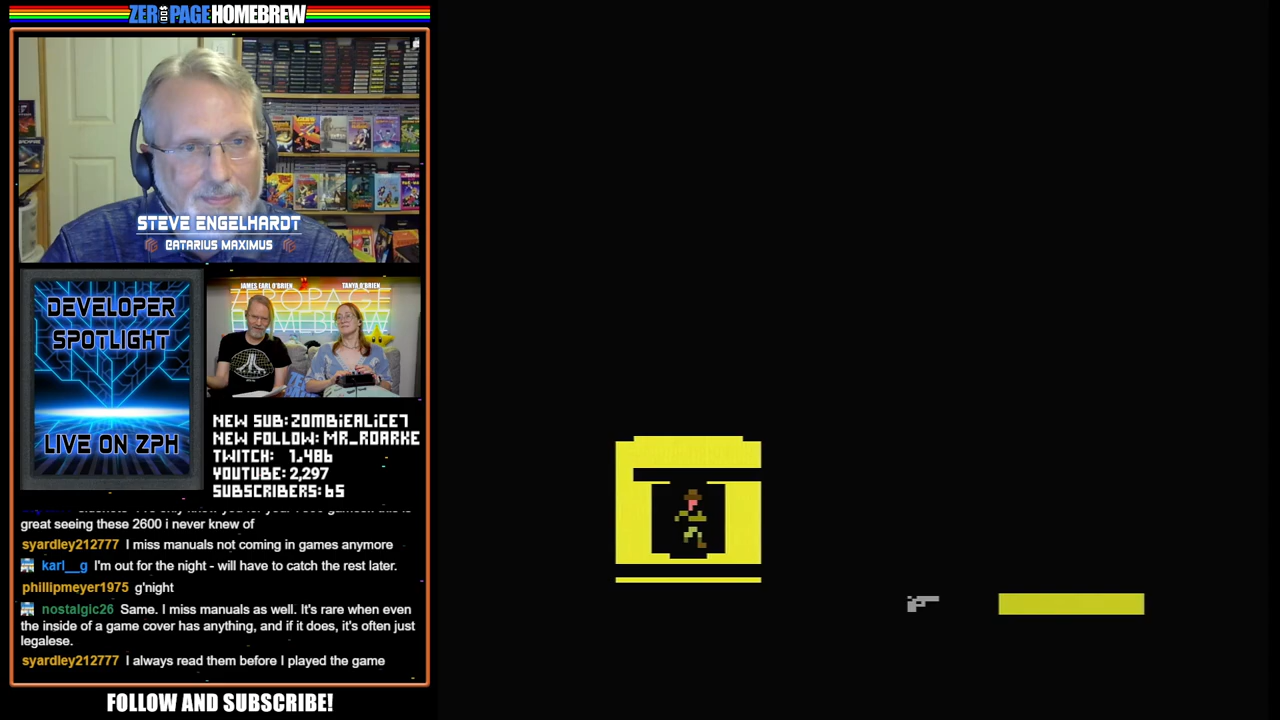 ZER PAGE HOMEBREW
STEVE ENGELHARDT
@ATARIUS MAXIMUS
DEVELOPER
SPOTLIGHT
LIVE ON ZPH
JAMES EARL O'BRIEN
TANYA O'BRIEN
ZEROPAGE
HOMEBREW
NEW SUB: ZOMBIEALICE7
NEW FOLLOW: MR_ROARKE
TWITCH: 1,486
YOUTUBE: 2,297
SUBSCRIBERS: 65
great seeing these 2600 i never knew of
syardley212777 I miss manuals not coming in games anymore
karl__g I'm out for the night - will have to catch the rest later.
phillipmeyer1975 g'night
nostalgic26 Same. I miss manuals as well. It's rare when even
the inside of a game cover has anything, and if it does, it's often just
legalese.
syardley212777 I always read them before I played the game
FOLLOW AND SUBSCRIBE!